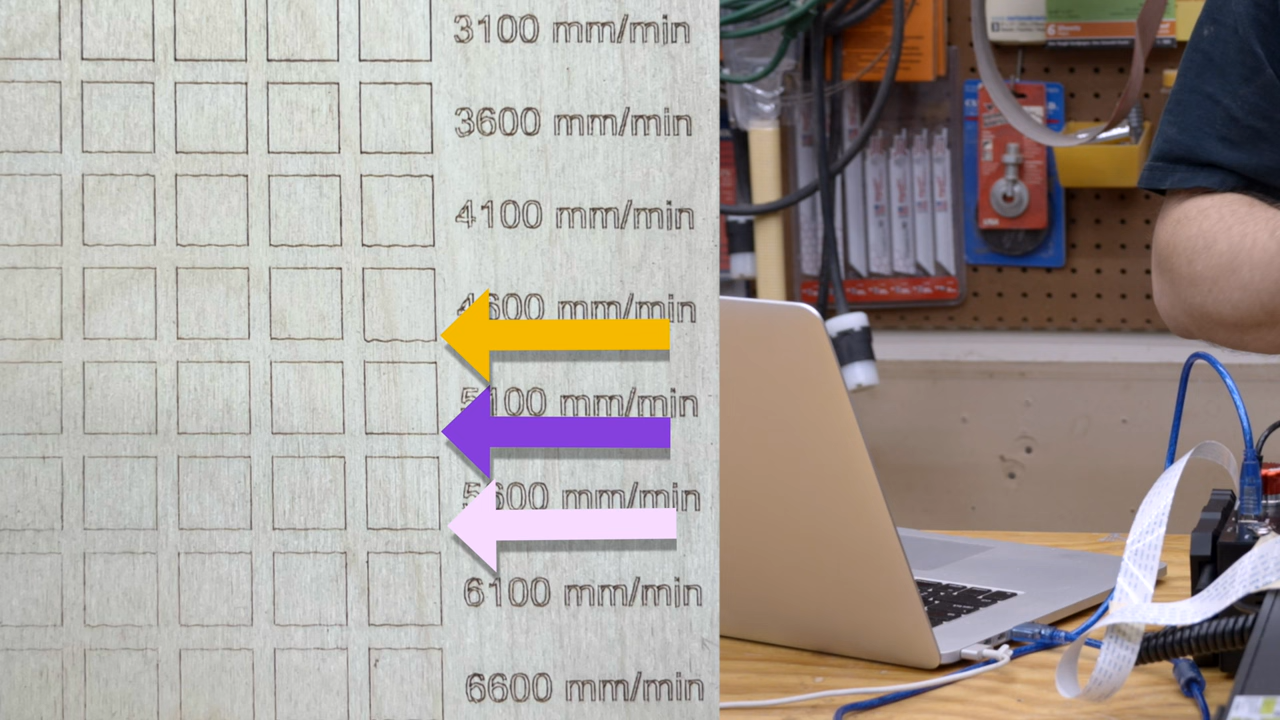 3100 mm/min
3600 mm/min
4100 mm/min
4600 mm/min
5100 mm/min
5600 mm/min
6100 mm/min
6600 mm/min